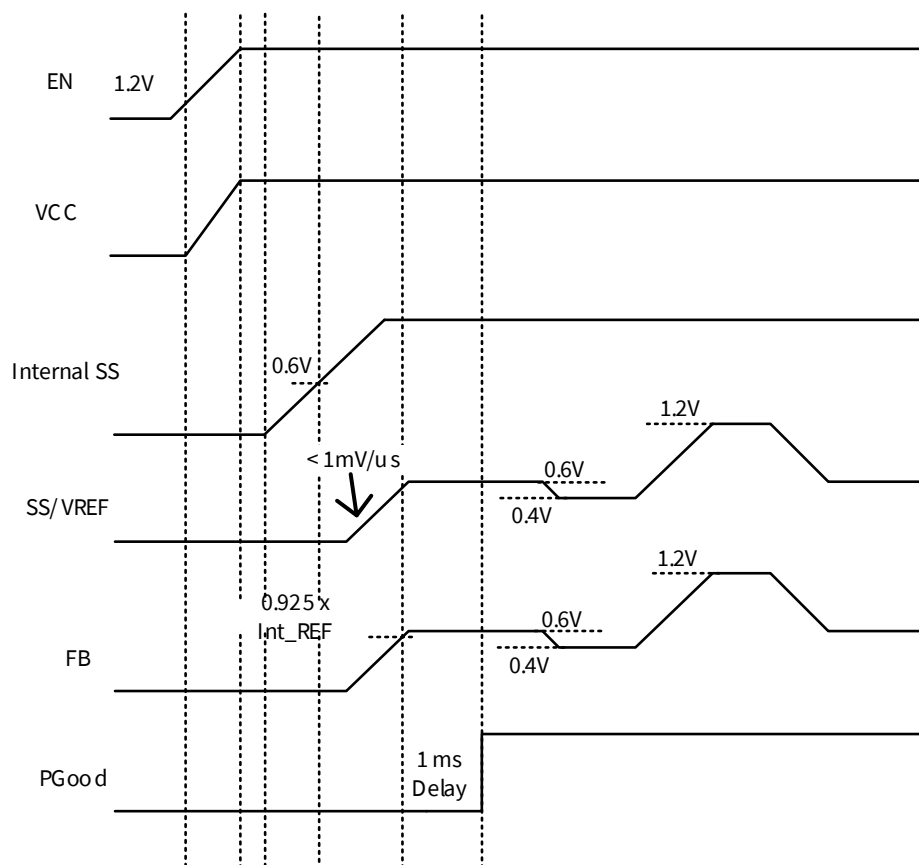 EN
1.2V
VCC
Internal SS
0.6V
1.2V
< 1mV/us
0.6V
SS/VREF
0.4V
1.2V
0.925 x
Int_REF
0.6V
FB
0.4V
1 ms
Delay
PGood